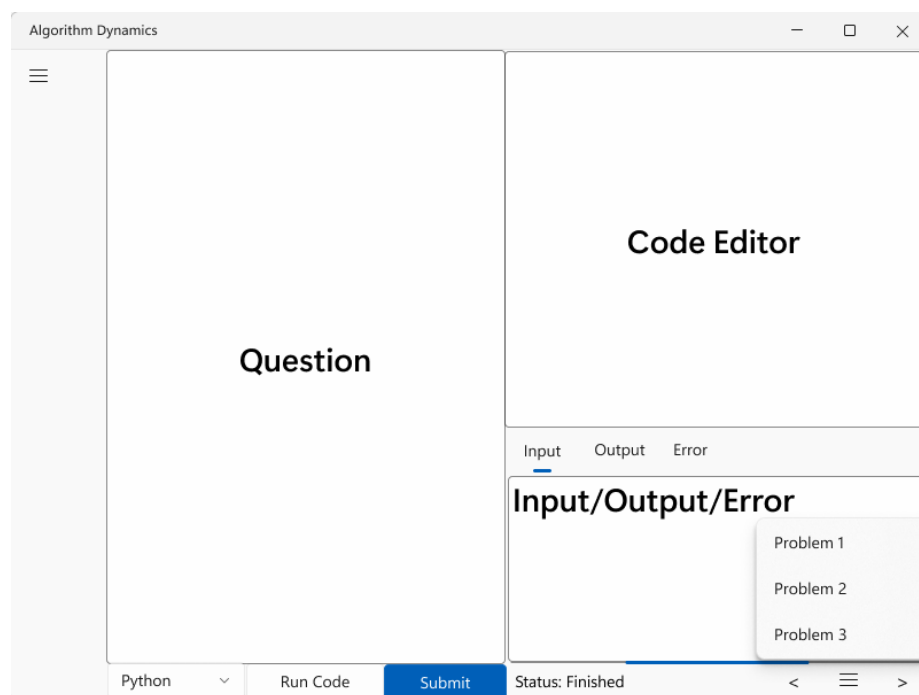 Algorithm Dynamics
Question
Code Editor
Input Output Error
Input/Output/Error
Problem 1
Problem 2
Problem 3
Python Run Code Submit Status: Finished < >